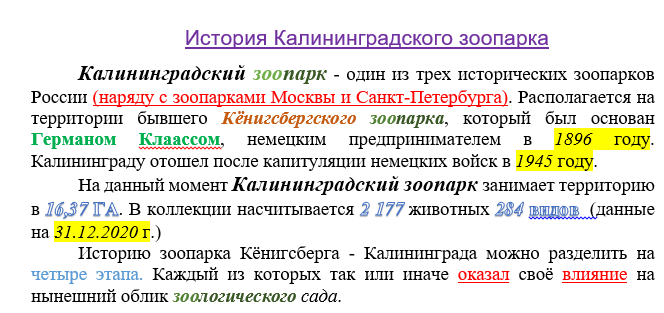 История Калининградского зоопарка
Калининградский зоопарк - один из трех исторических зоопарков
России (наряду с зоопарками Москвы и Санкт-Петербурга). Располагается на
территории бывшего Кёнигсбергского зоопарка, который был основан
Германом Клаассом, немецким предпринимателем в 1896 году.
Калининграду отошел после капитуляции немецких войск в 1945 году.
На данный момент Калининградский зоопарк занимает территорию
в 16,37 ГА. В коллекции насчитывается 2 177 животных 284 видов (данные
на 31.12.2020 г.)
Историю зоопарка Кёнигсберга - Калининграда можно разделить на
четыре этапа. Каждый из которых так или иначе оказал своё влияние на
нынешний облик зоологического сада.